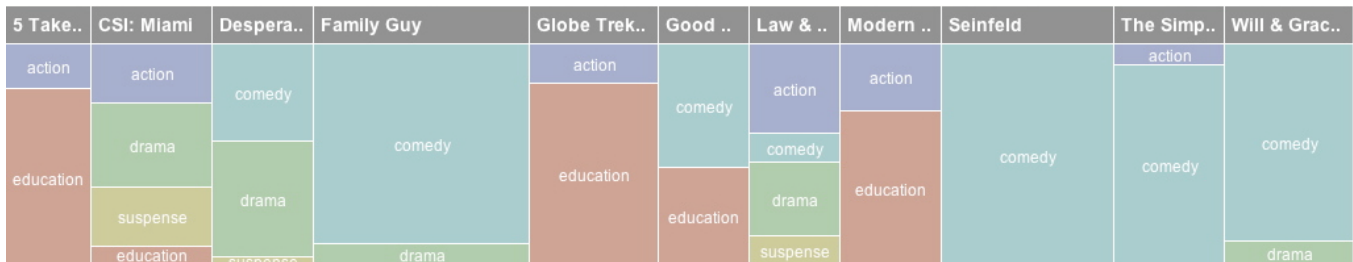 5 Take.. CSI: Miami Despera.. Family Guy Globe Trek.. Good .. Law & .. Modern .. Seinfeld The Simp.. Will & Grac..
action action comedy comedy action comedy action action comedy action comedy
education drama drama drama education education comedy education comedy drama
suspense suspense drama
education suspense